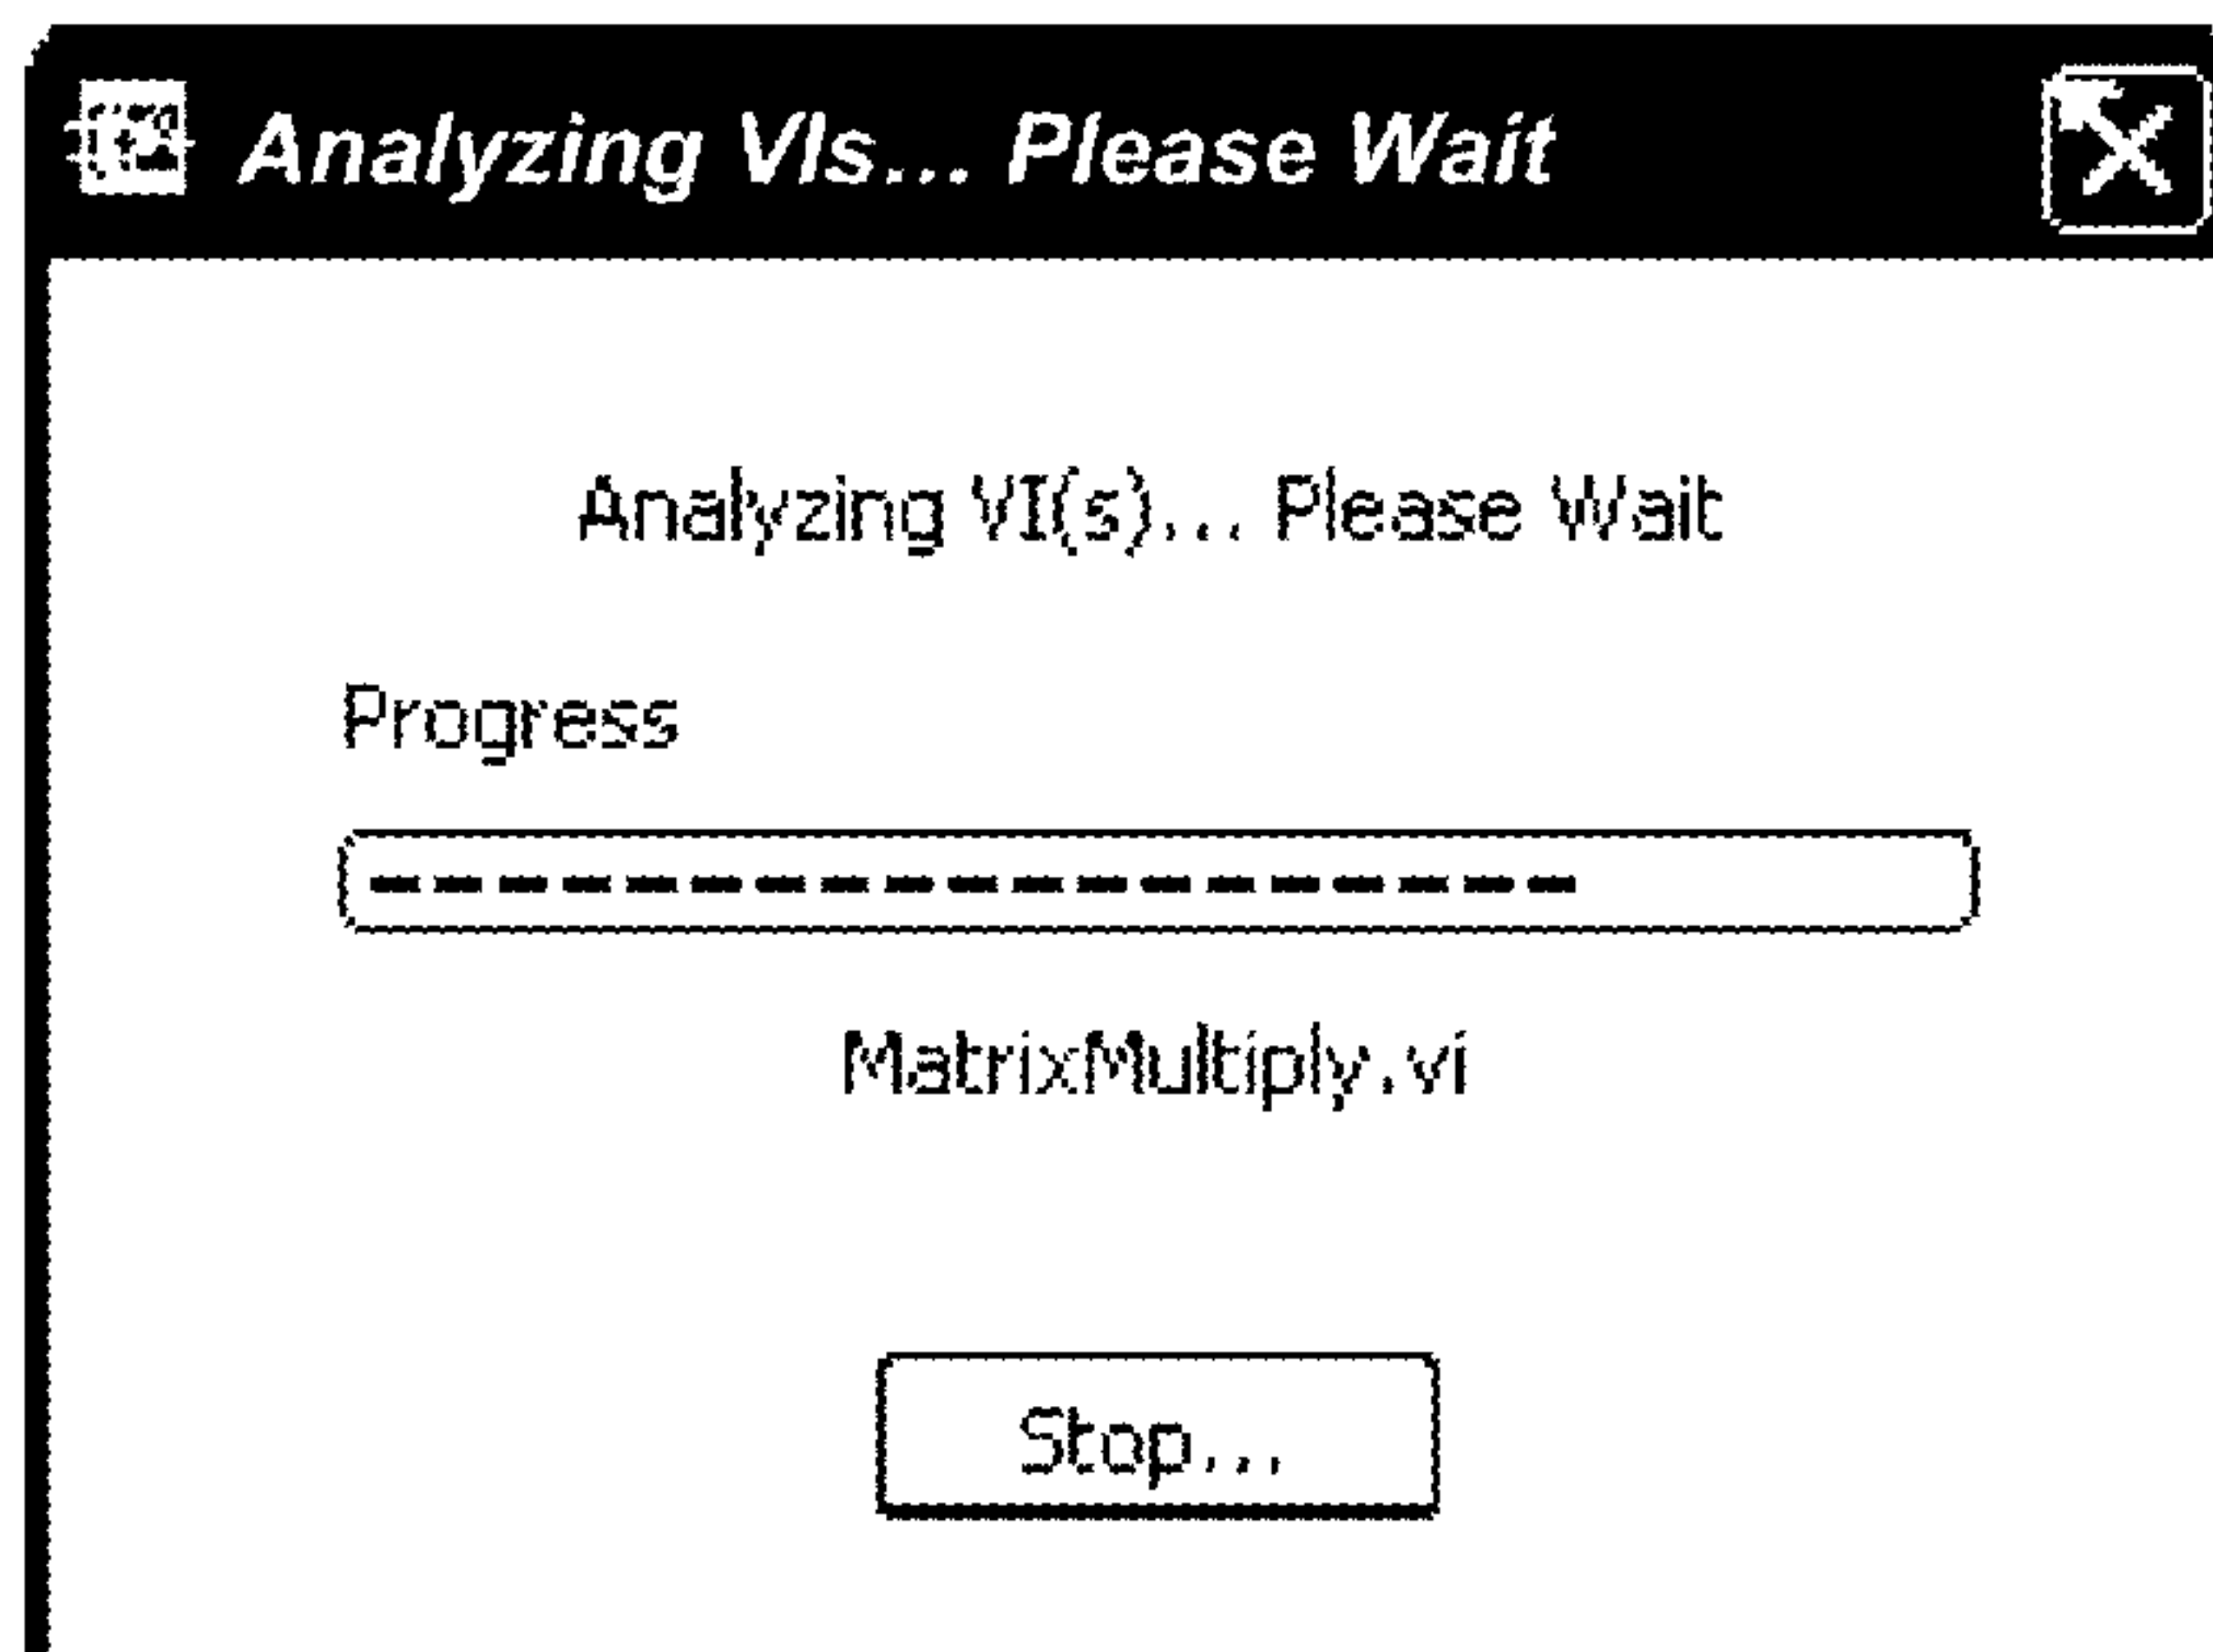 Analyzing VIs... Please Wait
Analyzing VI(s)... Please Wait
Progress
MatrixMultiply.vi
Stop...